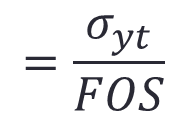 = σyt / FOS